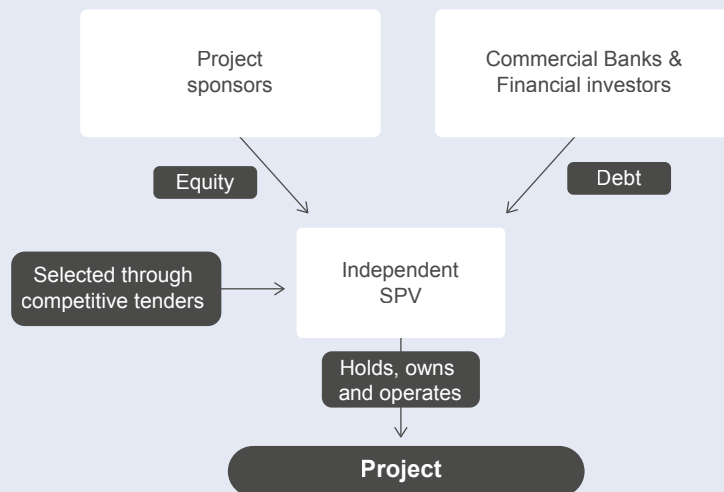 Project
sponsors
Commercial Banks &
Financial investors
Equity
Debt
Selected through
competitive tenders
Independent
SPV
Holds, owns
and operates
Project